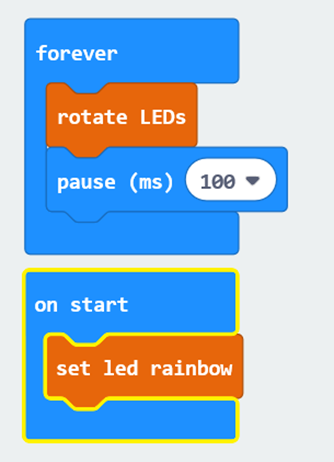 forever
rotate LEDs
pause (ms) 100
on start
set led rainbow